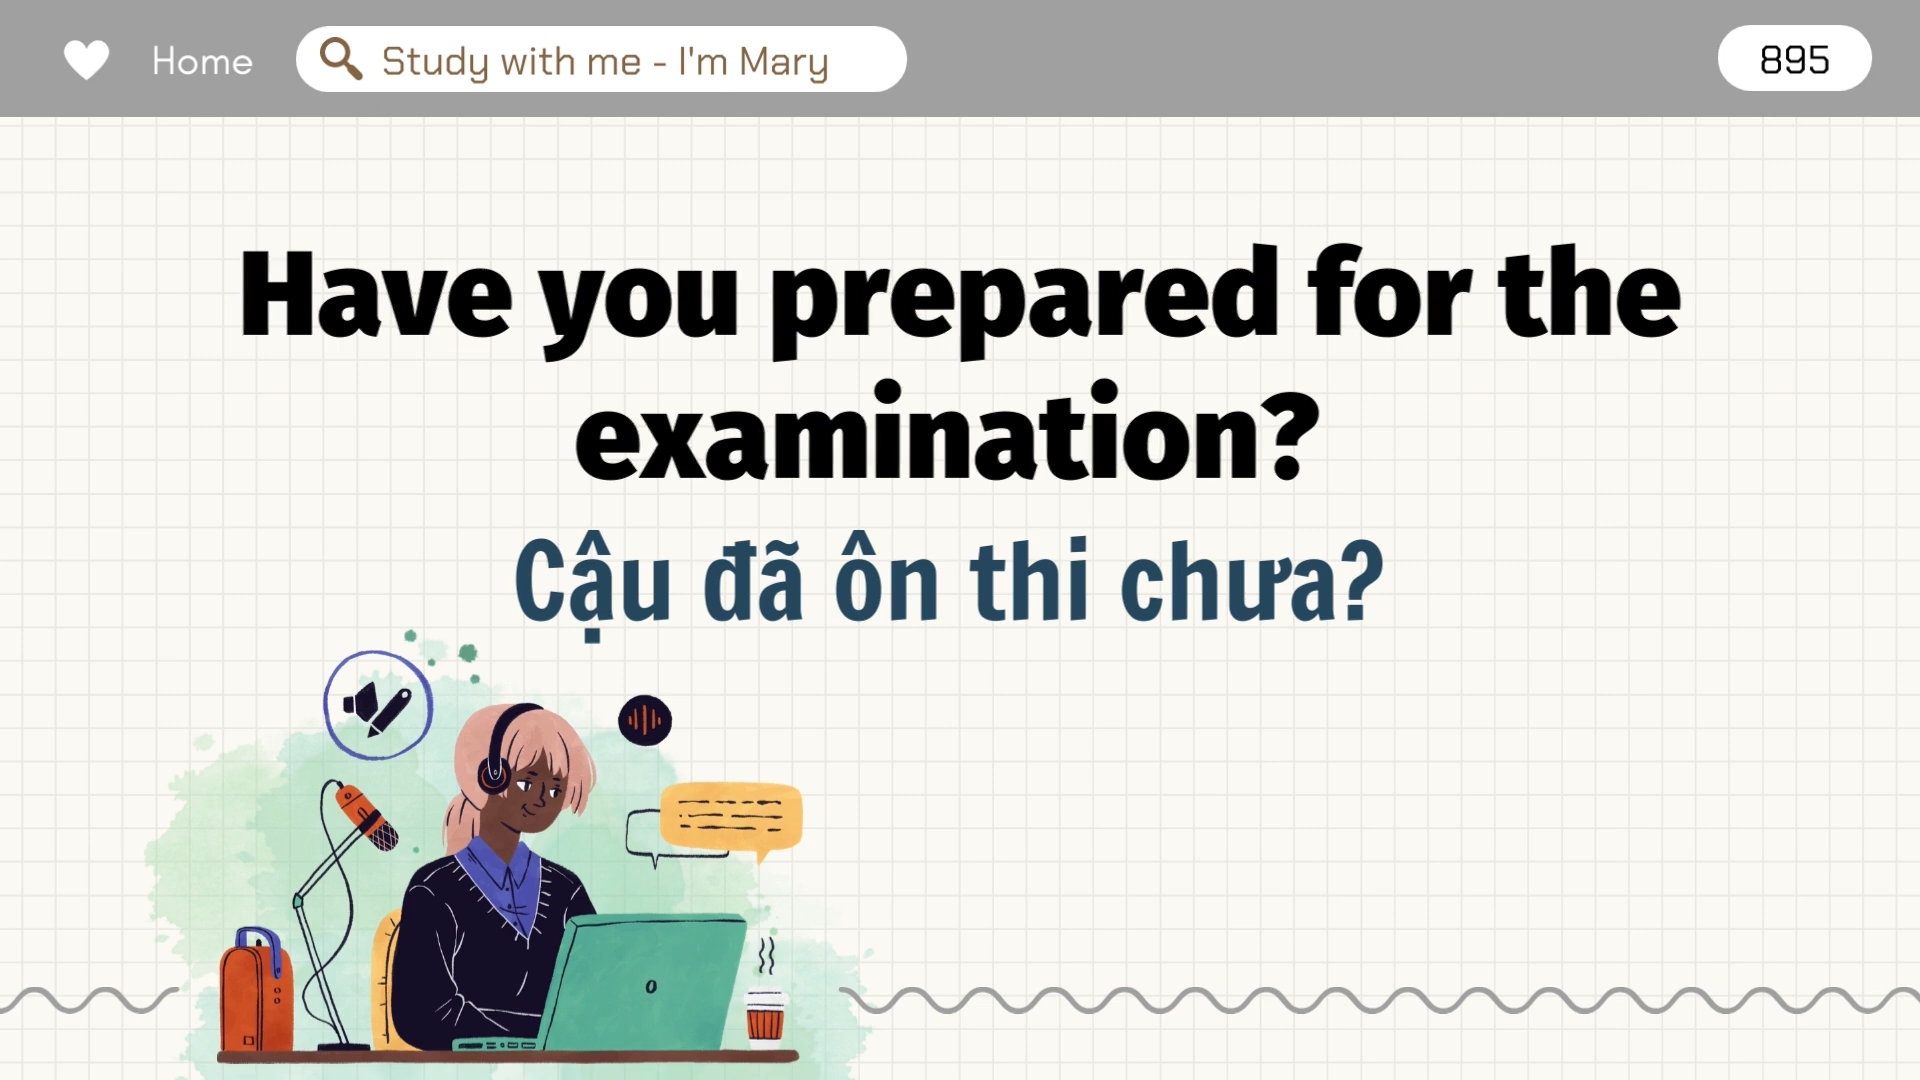 Home
Study with me - I'm Mary
895
Have you prepared for the
examination?
Cậu đã ôn thi chưa?